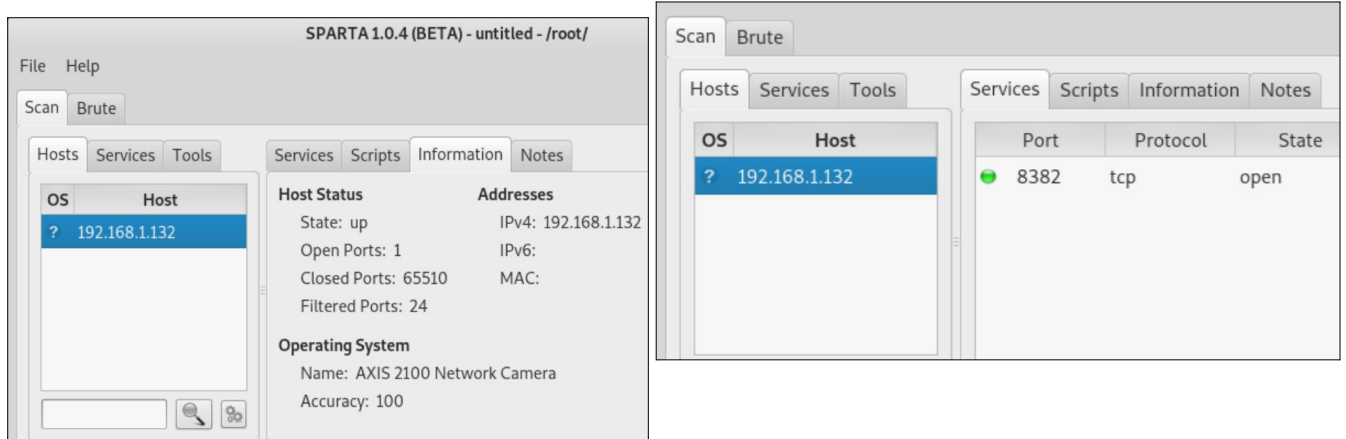 SPARTA 1.0.4 (BETA) - untitled - /root/
File Help
Scan Brute
Hosts Services Tools
OS Host
? 192.168.1.132
Services Scripts Information Notes
Host Status
State: up
Open Ports: 1
Closed Ports: 65510
Filtered Ports: 24
Addresses
IPv4: 192.168.1.132
IPv6:
MAC:
Operating System
Name: AXIS 2100 Network Camera
Accuracy: 100
Scan Brute
Hosts Services Tools
OS Host
? 192.168.1.132
Services Scripts Information Notes
Port Protocol State
8382 tcp open